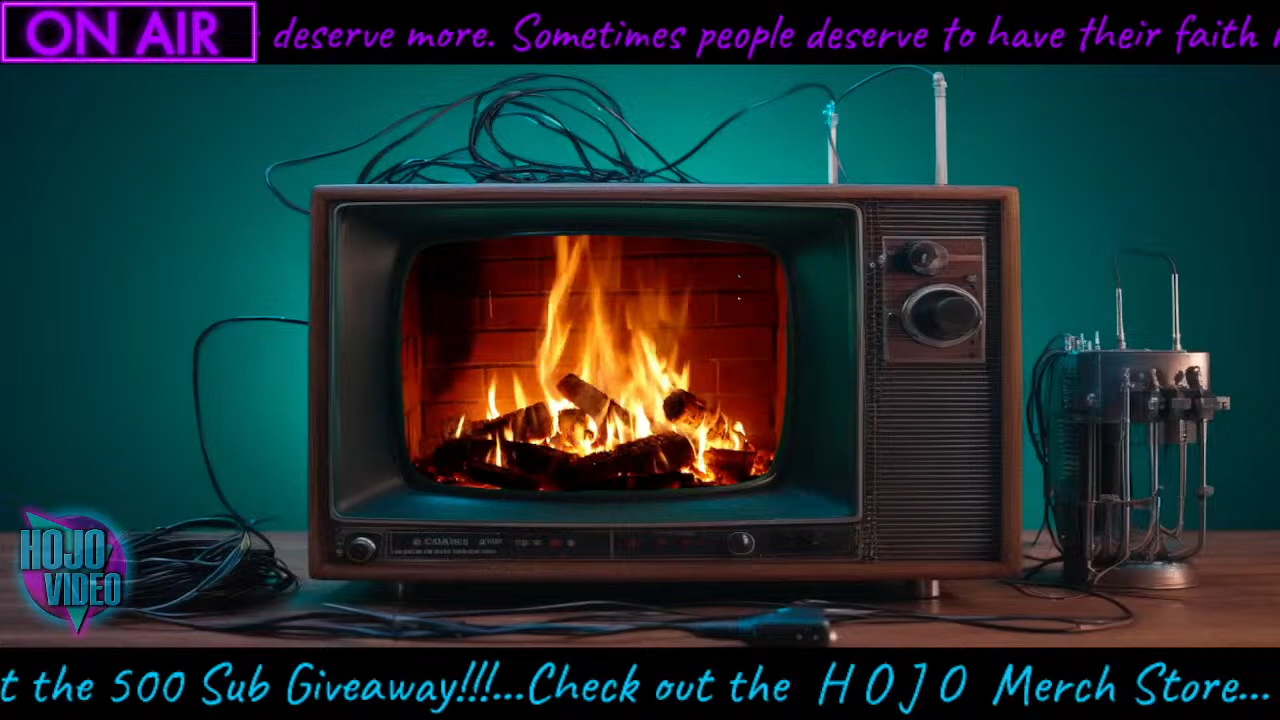 ON AIR deserve more. Sometimes people deserve to have their faith
HOJO
VIDEO
t the 500 Sub Giveaway!!!...Check out the H O J O Merch Store...